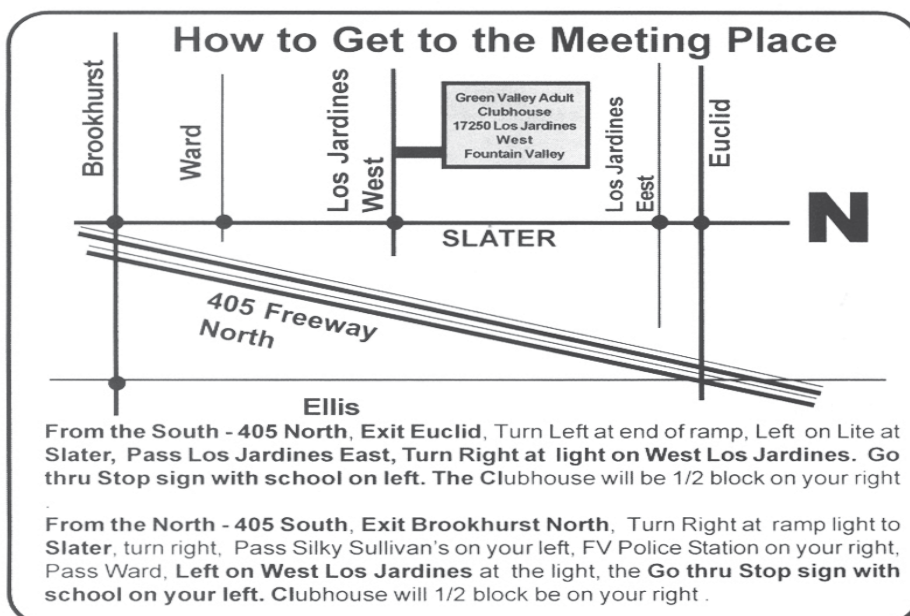 How to Get to the Meeting Place
Brookhurst
Ward
Los Jardines
West
Green Valley Adult
Clubhouse
17250 Los Jardines
West
Fountain Valley
Los Jardines
Eest
Euclid
N
SLATER
405 Freeway
North
Ellis
From the South - 405 North, Exit Euclid, Turn Left at end of ramp, Left on Lite at
Slater, Pass Los Jardines East, Turn Right at light on West Los Jardines. Go
thru Stop sign with school on left. The Clubhouse will be 1/2 block on your right
.
From the North - 405 South, Exit Brookhurst North, Turn Right at ramp light to
Slater, turn right, Pass Silky Sullivan's on your left, FV Police Station on your right,
Pass Ward, Left on West Los Jardines at the light, the Go thru Stop sign with
school on your left. Clubhouse will 1/2 block be on your right .